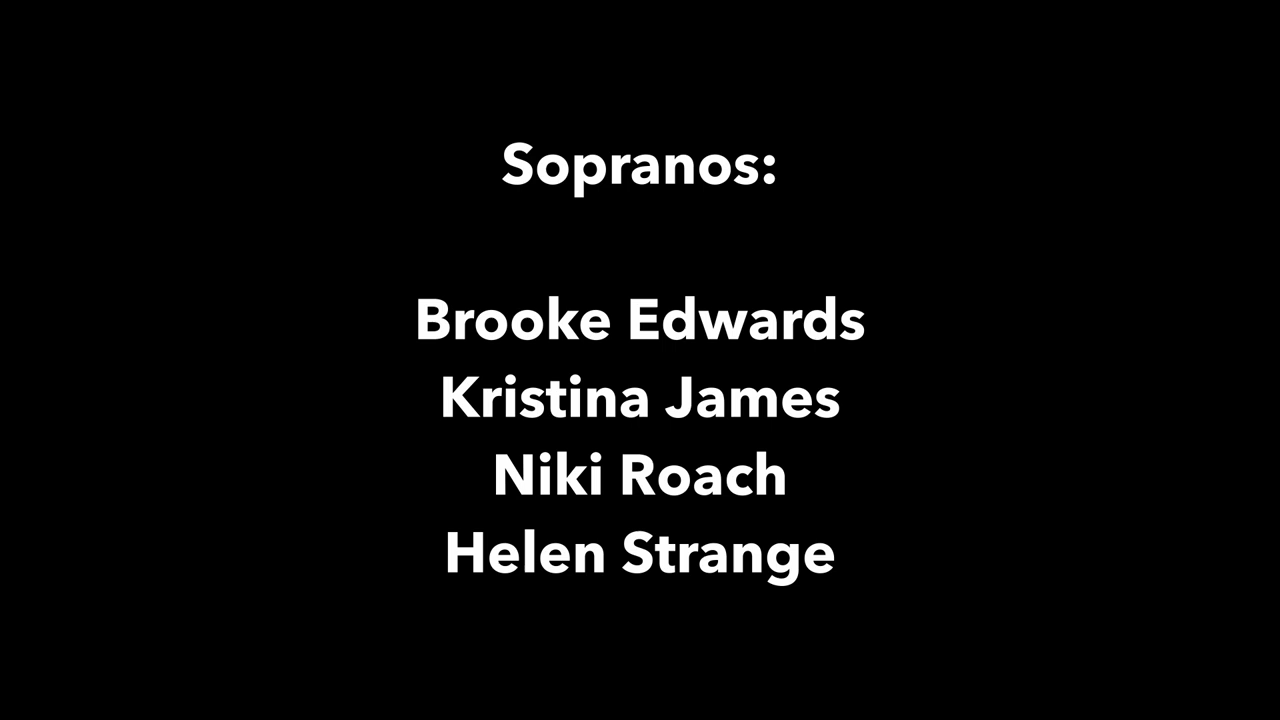 Sopranos:
Brooke Edwards
Kristina James
Niki Roach
Helen Strange